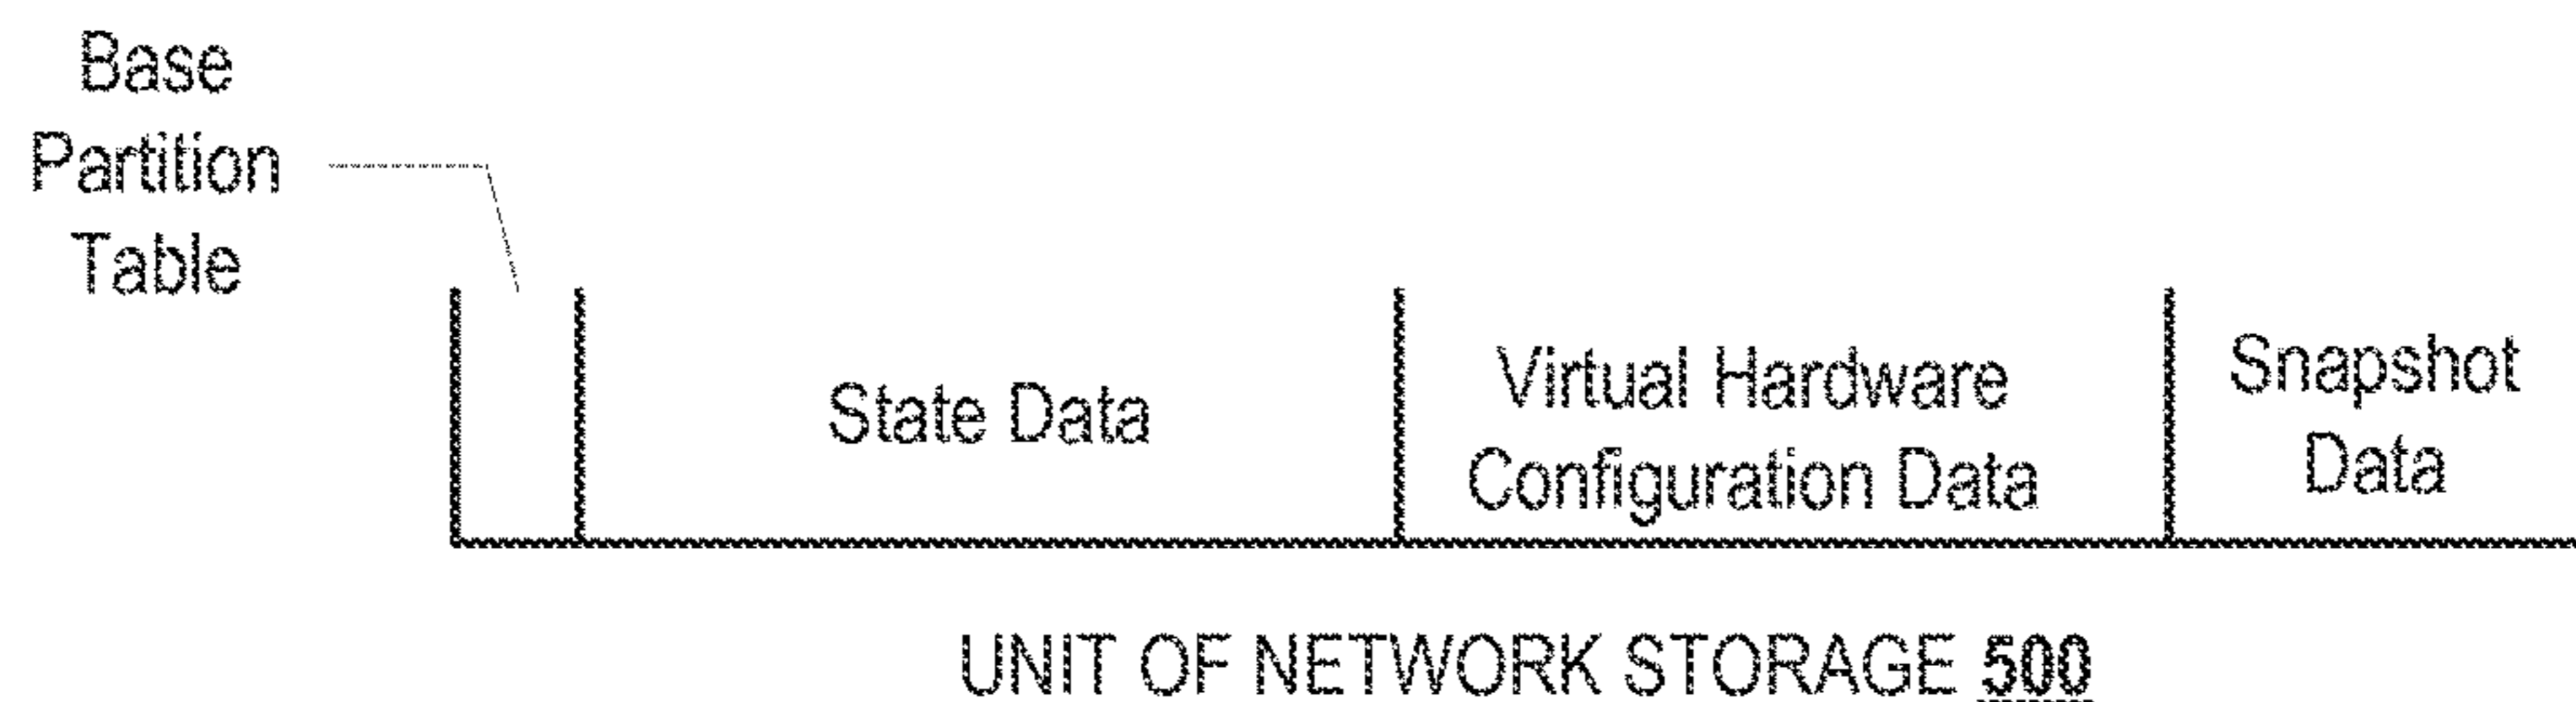 Base
Partition
Table
State Data
Virtual Hardware
Configuration Data
Snapshot
Data
UNIT OF NETWORK STORAGE 500